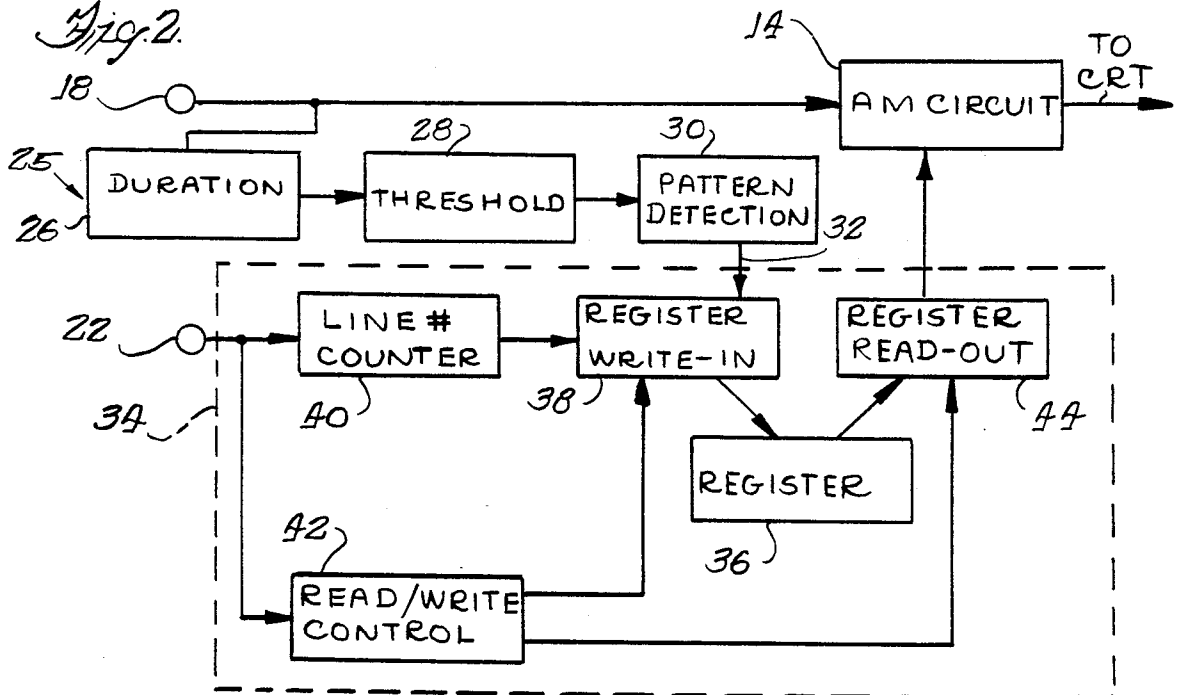 Fig. 2.
14
TO
CRT
18
AM CIRCUIT
28
30
25
DURATION
THRESHOLD
PATTERN
DETECTION
26
32
22
LINE #
COUNTER
REGISTER
WRITE-IN
REGISTER
READ-OUT
34
40
38
44
REGISTER
42
36
READ/WRITE
CONTROL